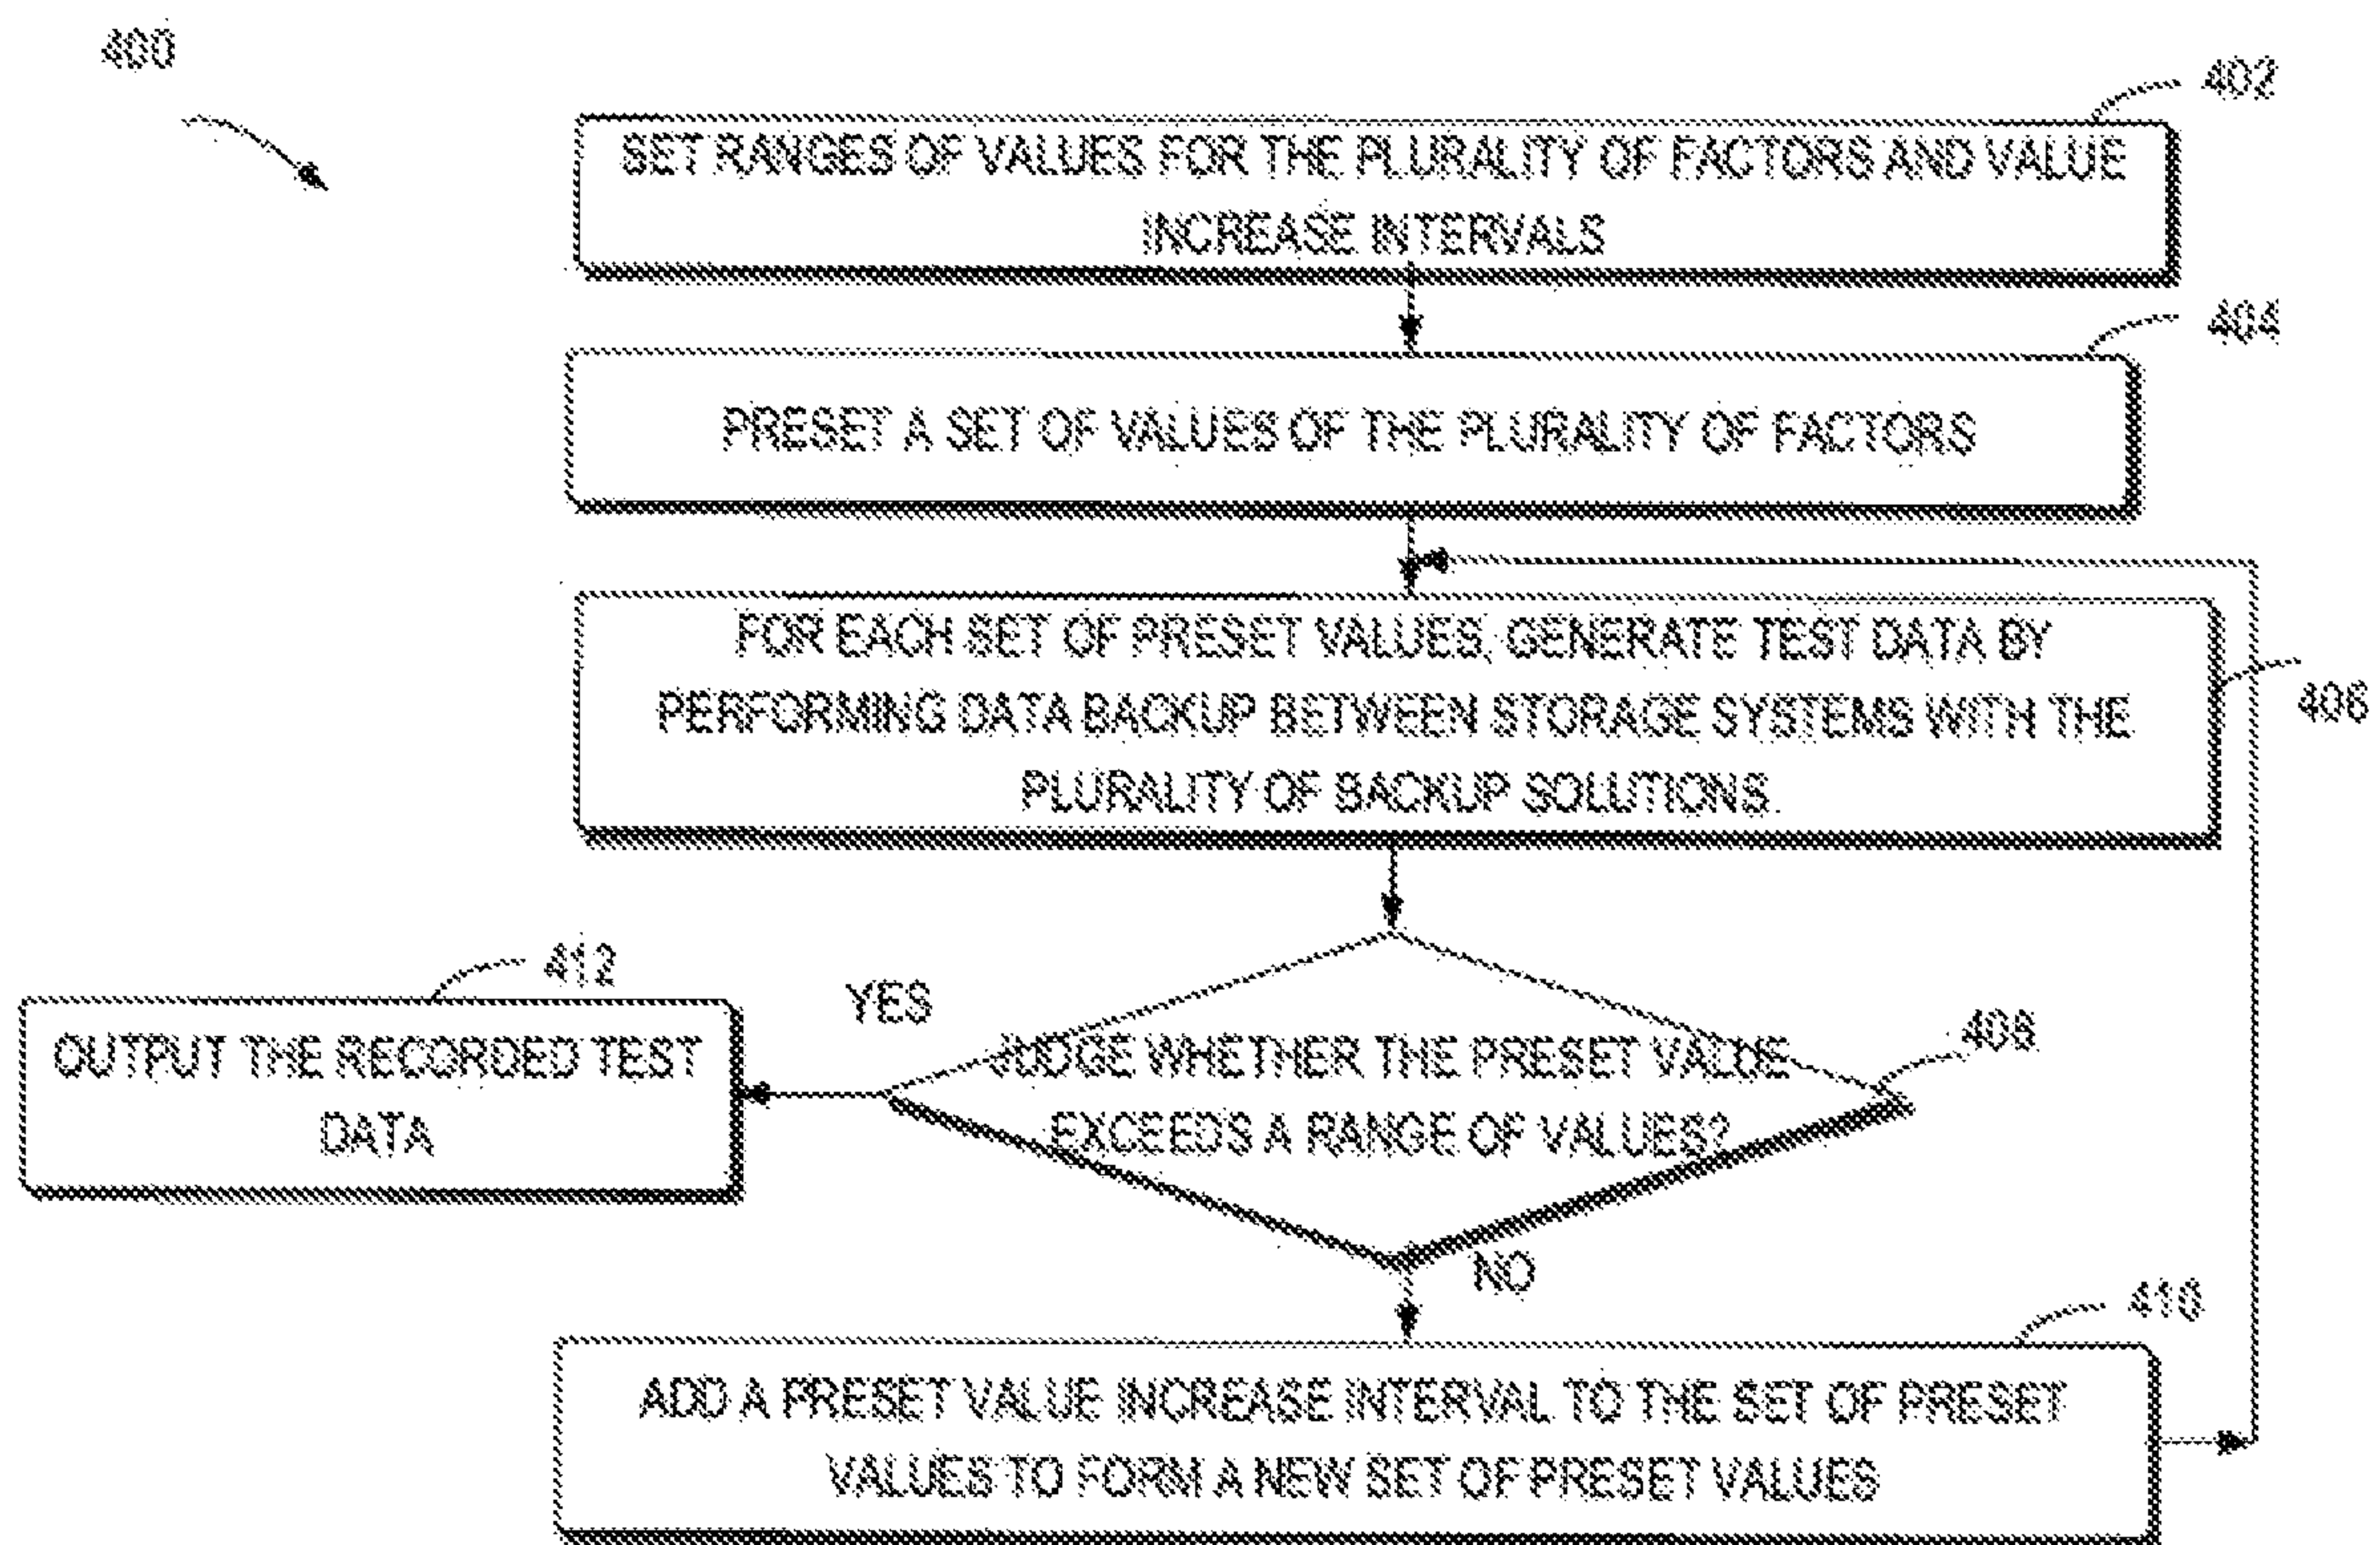 400
402
SET RANGES OF VALUES FOR THE PLURALITY OF FACTORS AND VALUE
INCREASE INTERVALS
404
PRESET A SET OF VALUES OF THE PLURALITY OF FACTORS
FOR EACH SET OF PRESET VALUES, GENERATE TEST DATA BY
PERFORMING DATA BACKUP BETWEEN STORAGE SYSTEMS WITH THE
PLURALITY OF BACKUP SOLUTIONS.
406
412
YES
OUTPUT THE RECORDED TEST
DATA
408
JUDGE WHETHER THE PRESET VALUE
EXCEEDS A RANGE OF VALUES?
NO
410
ADD A PRESET VALUE INCREASE INTERVAL TO THE SET OF PRESET
VALUES TO FORM A NEW SET OF PRESET VALUES